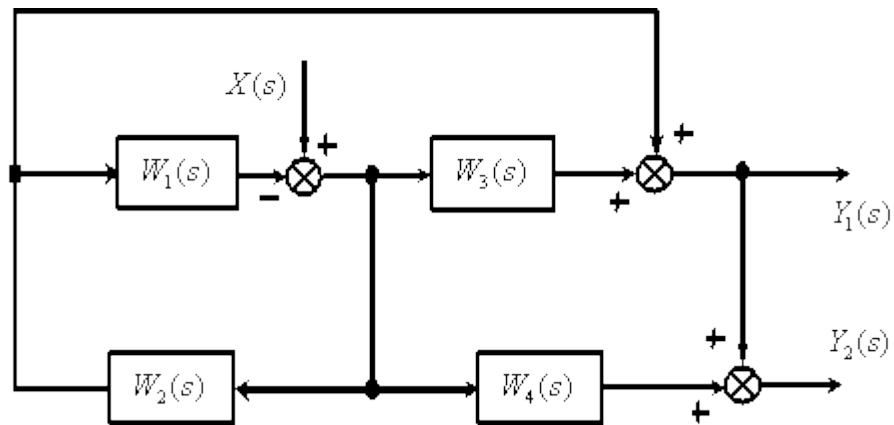 X(s)
+
W₁(s)
−
W₃(s)
+
+
Y₁(s)
W₂(s)
W₄(s)
+
+
Y₂(s)